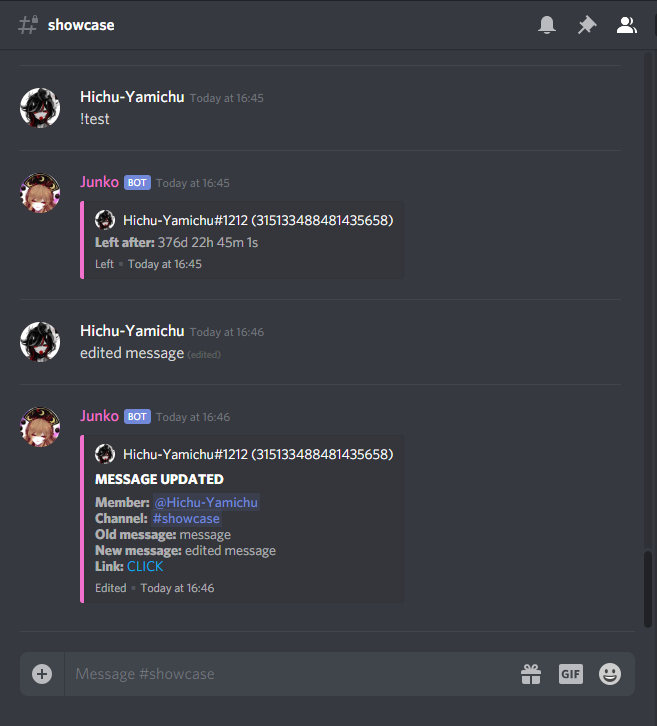 showcase
Hichu-Yamichu Today at 16:45
!test
Junko BOT Today at 16:45
Hichu-Yamichu#1212 (315133488481435658)
Left after: 376d 22h 45m 1s
Left • Today at 16:45
Hichu-Yamichu Today at 16:46
edited message (edited)
Junko BOT Today at 16:46
Hichu-Yamichu#1212 (315133488481435658)
MESSAGE UPDATED
Member: @Hichu-Yamichu
Channel: #showcase
Old message: message
New message: edited message
Link: CLICK
Edited • Today at 16:46
Message #showcase GIF